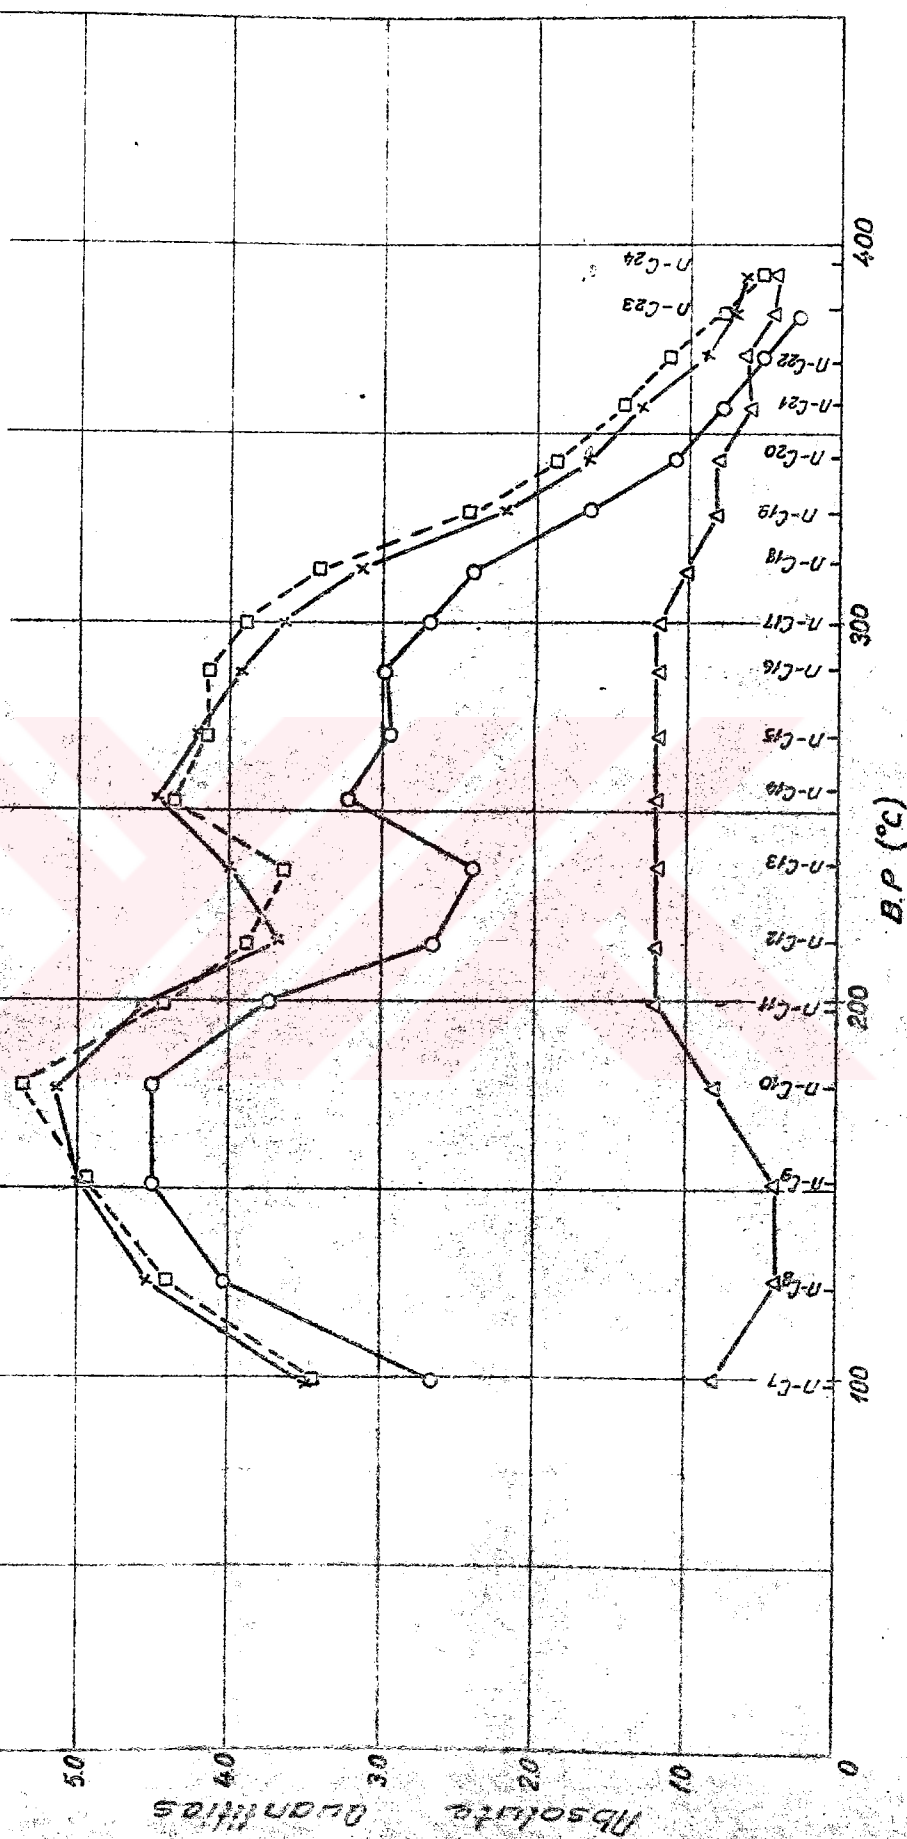 Absolute Quantities
5.0
4.0
3.0
2.0
1.0
0
100
200
300
400
n-C7
n-C8
n-C9
n-C10
n-C11
n-C12
n-C13
n-C14
n-C15
n-C16
n-C17
n-C18
n-C19
n-C20
n-C21
n-C22
n-C23
n-C24
B.P (°C)